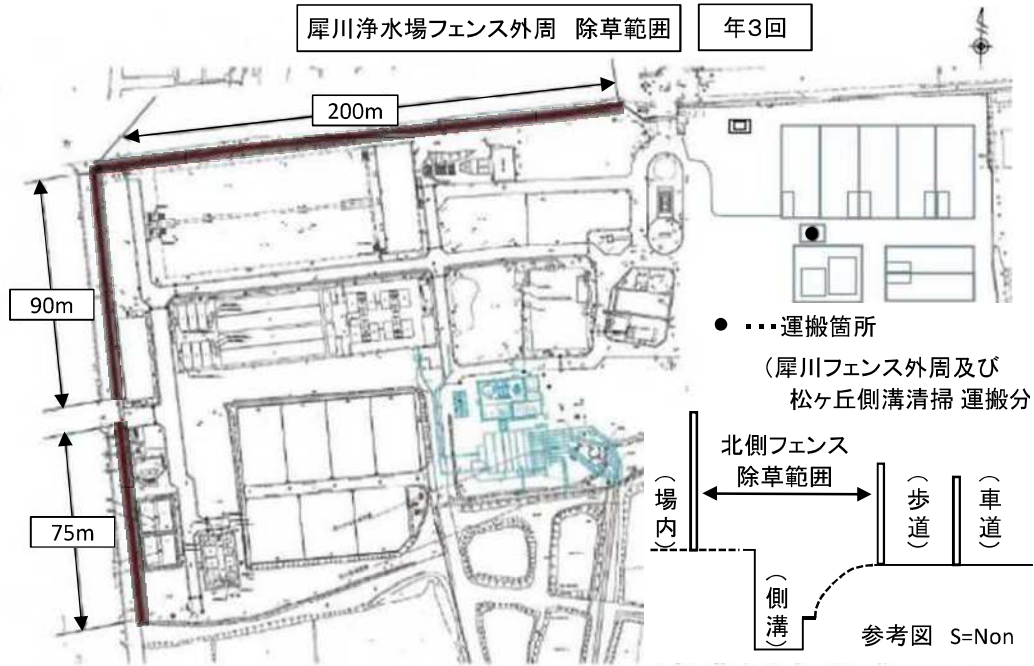 犀川浄水場フェンス外周 除草範囲
年3回
200m
90m
75m
● ･･･運搬箇所
（犀川フェンス外周及び
松ヶ丘側溝清掃 運搬分
北側フェンス
除草範囲
（場内）
（歩道）
（車道）
（側溝）
参考図 S=Non